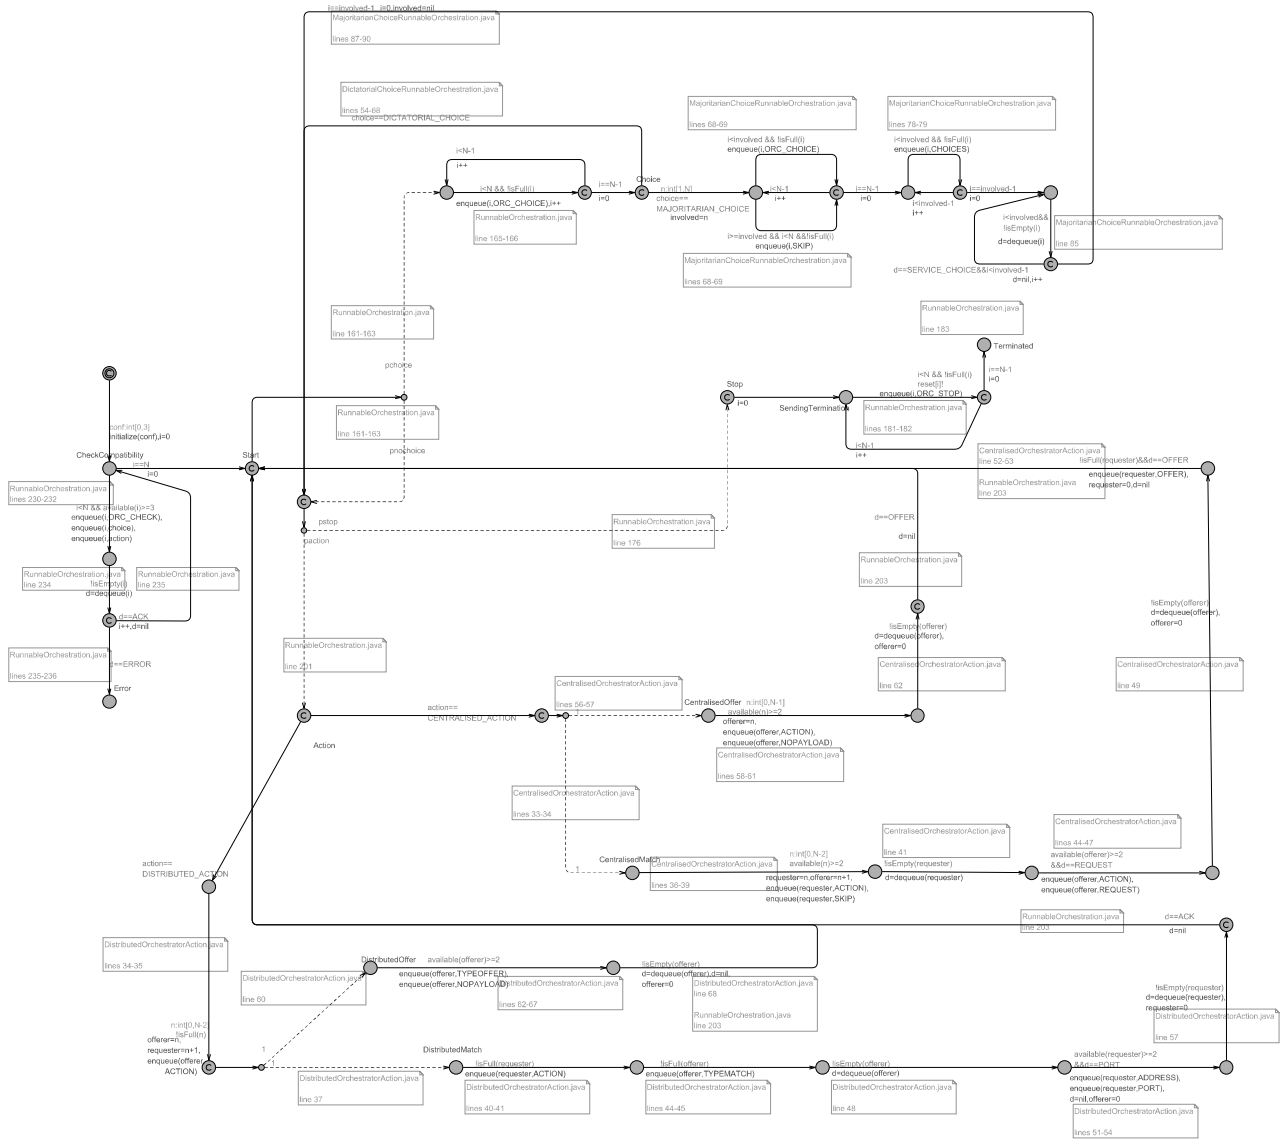 i==involved-1 i=0,involved=nil
MajoritarianChoiceRunnableOrchestration.java
lines 87-90
DictatorialChoiceRunnableOrchestration.java
lines 54-68
choice==DICTATORIAL_CHOICE
MajoritarianChoiceRunnableOrchestration.java
lines 68-69
MajoritarianChoiceRunnableOrchestration.java
lines 78-79
i<involved && !isFull(i)
enqueue(i,ORC_CHOICE)
i<involved && !isFull(i)
enqueue(i,CHOICES)
i<N-1
i++
Choice
i<N && !isFull(i)
enqueue(i,ORC_CHOICE),i++
i==N-1
i=0
n:int[1,N]
choice==
MAJORITARIAN_CHOICE
involved=n
i<N-1
i++
i==N-1
i=0
i<involved-1
i++
i==involved-1
i=0
RunnableOrchestration.java
line 165-166
i>=involved && i<N &&!isFull(i)
enqueue(i,SKIP)
MajoritarianChoiceRunnableOrchestration.java
lines 68-69
i<involved&&
!isEmpty(i)
d=dequeue(i)
MajoritarianChoiceRunnableOrchestration.java
line 85
d==SERVICE_CHOICE&&i<involved-1
d=nil,i++
RunnableOrchestration.java
line 161-163
RunnableOrchestration.java
line 183
Terminated
pchoice
i<N && !isFull(i)
reset[i]!
enqueue(i,ORC_STOP)
i==N-1
i=0
Stop
i=0
SendingTermination
RunnableOrchestration.java
lines 181-182
i<N-1
i++
RunnableOrchestration.java
line 161-163
pnochoice
conf:int[0,3]
initialize(conf),i=0
CheckCompatibility
i==N
i=0
Start
CentralisedOrchestratorAction.java
lines 52-53
RunnableOrchestration.java
line 203
!isFull(requester)&&d==OFFER
enqueue(requester,OFFER),
requester=0,d=nil
RunnableOrchestration.java
lines 230-232
i<N && available(i)>=3
enqueue(i,ORC_CHECK),
enqueue(i,choice),
enqueue(i,action)
pstop
paction
RunnableOrchestration.java
line 176
d==OFFER
d=nil
RunnableOrchestration.java
line 203
RunnableOrchestration.java
line 234
RunnableOrchestration.java
line 235
!isEmpty(i)
d=dequeue(i)
d==ACK
i++,d=nil
RunnableOrchestration.java
lines 235-236
d==ERROR
Error
!isEmpty(offerer)
d=dequeue(offerer),
offerer=0
!isEmpty(offerer)
d=dequeue(offerer),
offerer=0
RunnableOrchestration.java
line 201
CentralisedOrchestratorAction.java
line 62
CentralisedOrchestratorAction.java
line 49
CentralisedOrchestratorAction.java
lines 56-57
action==
CENTRALISED_ACTION
1
CentralisedOffer
n:int[0,N-1]
available(n)>=2
offerer=n,
enqueue(offerer,ACTION),
enqueue(offerer,NOPAYLOAD)
CentralisedOrchestratorAction.java
lines 58-61
Action
CentralisedOrchestratorAction.java
lines 33-34
CentralisedOrchestratorAction.java
line 41
CentralisedOrchestratorAction.java
lines 44-47
1
CentralisedMatch
CentralisedOrchestratorAction.java
lines 36-39
n:int[0,N-2]
available(n)>=2
requester=n,offerer=n+1,
enqueue(requester,ACTION),
enqueue(requester,SKIP)
!isEmpty(requester)
d=dequeue(requester)
available(offerer)>=2
&&d==REQUEST
enqueue(offerer,ACTION),
enqueue(offerer,REQUEST)
action==
DISTRIBUTED_ACTION
RunnableOrchestration.java
line 203
d==ACK
d=nil
DistributedOrchestratorAction.java
lines 34-35
DistributedOffer
available(offerer)>=2
enqueue(offerer,TYPEOFFER),
enqueue(offerer,NOPAYLOAD)
DistributedOrchestratorAction.java
line 60
DistributedOrchestratorAction.java
lines 62-67
!isEmpty(offerer)
d=dequeue(offerer),d=nil,
offerer=0
DistributedOrchestratorAction.java
line 68
RunnableOrchestration.java
line 203
!isEmpty(requester)
d=dequeue(requester),
requester=0
DistributedOrchestratorAction.java
line 57
n:int[0,N-2]
!isFull(n)
offerer=n,
requester=n+1,
enqueue(offerer,
ACTION)
1
1
DistributedMatch
DistributedOrchestratorAction.java
line 37
!isFull(requester)
enqueue(requester,ACTION)
DistributedOrchestratorAction.java
lines 40-41
!isFull(offerer)
enqueue(offerer,TYPEMATCH)
DistributedOrchestratorAction.java
lines 44-45
!isEmpty(offerer)
d=dequeue(offerer)
DistributedOrchestratorAction.java
line 48
available(requester)>=2
&&d==PORT
enqueue(requester,ADDRESS),
enqueue(requester,PORT),
d=nil,offerer=0
DistributedOrchestratorAction.java
lines 51-54